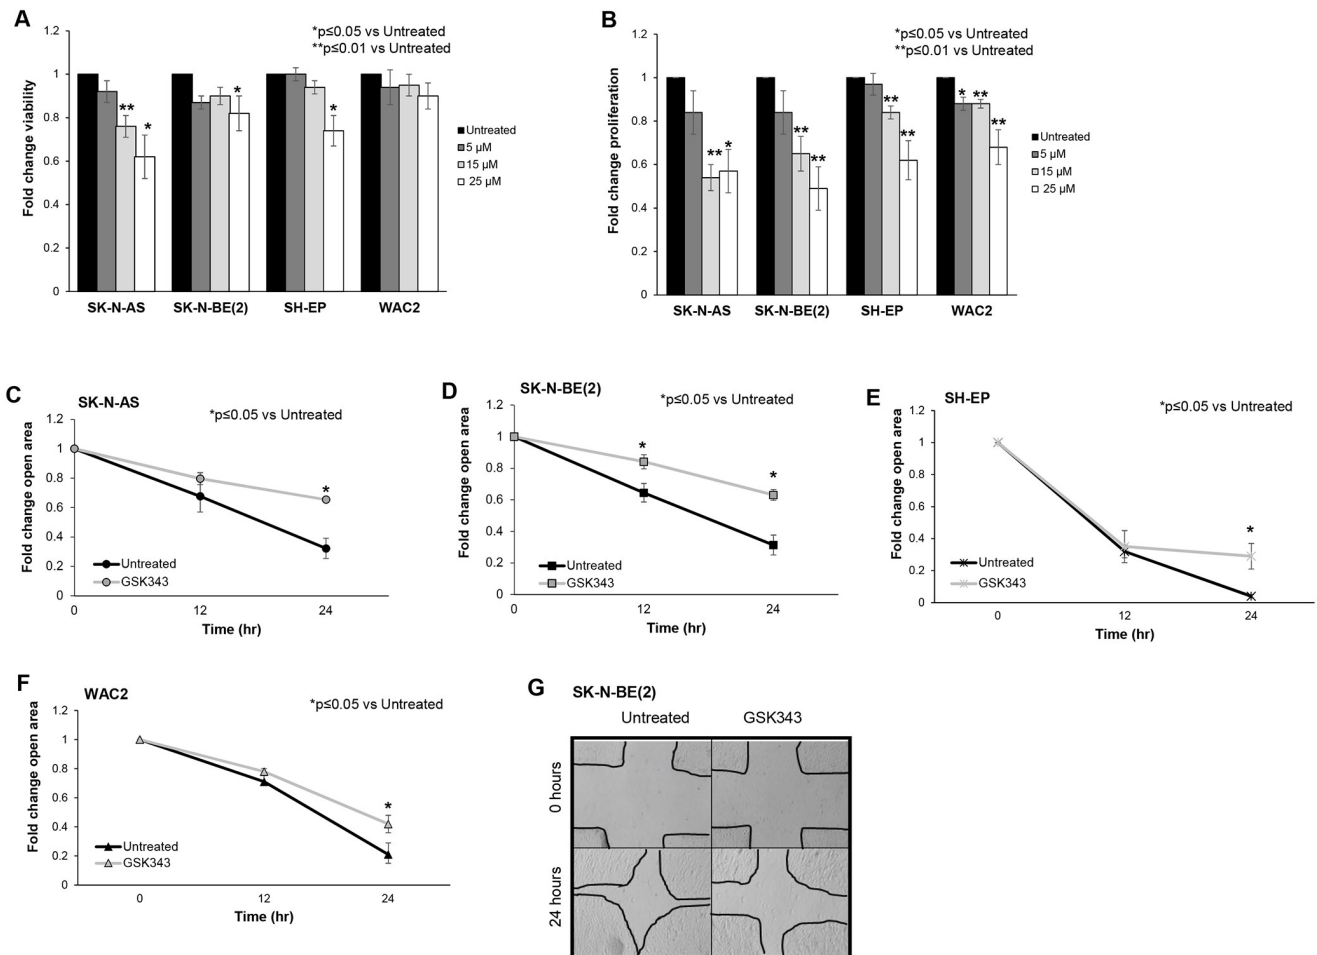 A
*p≤0.05 vs Untreated
**p≤0.01 vs Untreated
Fold change viability
1.2
1
0.8
0.6
0.4
0.2
0
**
*
*
*
Untreated
5 µM
15 µM
25 µM
SK-N-AS
SK-N-BE(2)
SH-EP
WAC2
B
*p≤0.05 vs Untreated
**p≤0.01 vs Untreated
Fold change proliferation
1.2
1
0.8
0.6
0.4
0.2
0
**
*
**
**
**
**
*
**
**
Untreated
5 µM
15 µM
25 µM
SK-N-AS
SK-N-BE(2)
SH-EP
WAC2
C
SK-N-AS
*p≤0.05 vs Untreated
Fold change open area
1.2
1
0.8
0.6
0.4
0.2
0
*
Untreated
GSK343
0
12
24
Time (hr)
D
SK-N-BE(2)
*p≤0.05 vs Untreated
Fold change open area
1.2
1
0.8
0.6
0.4
0.2
0
*
*
Untreated
GSK343
0
12
24
Time (hr)
E
SH-EP
*p≤0.05 vs Untreated
Fold change open area
1.2
1
0.8
0.6
0.4
0.2
0
*
Untreated
GSK343
0
12
24
Time (hr)
F
WAC2
*p≤0.05 vs Untreated
Fold change open area
1.2
1
0.8
0.6
0.4
0.2
0
*
Untreated
GSK343
0
12
24
Time (hr)
G
SK-N-BE(2)
Untreated
GSK343
0 hours
24 hours